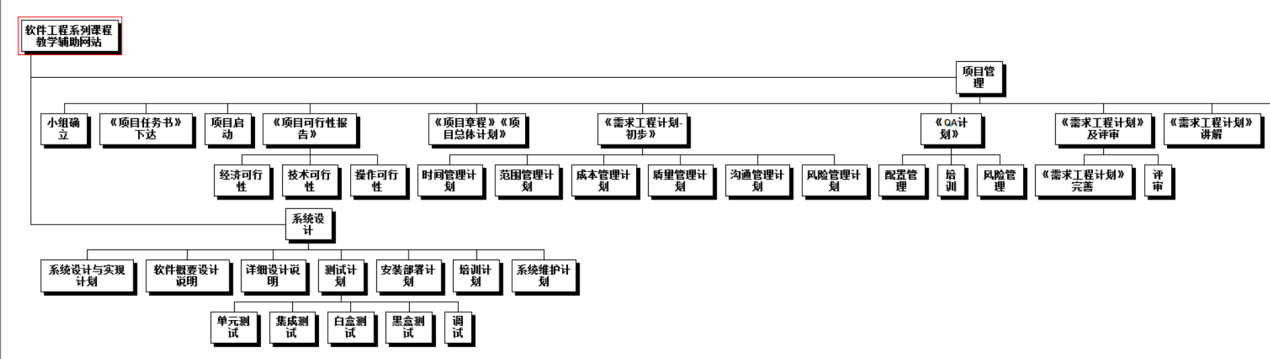 软件工程系列课程
教学辅助网站
项目管
理
小组确
立
《项目任务书》
下达
项目启
动
《项目可行性报
告》
《项目章程》《项
目总体计划》
《需求工程计划-
初步》
《QA计
划》
《需求工程计划》
及评审
《需求工程计划》
讲解
经济可行
性
技术可行
性
操作可行
性
时间管理计
划
范围管理计
划
成本管理计
划
质量管理计
划
沟通管理计
划
风险管理计
划
配置管
理
培
训
风险管
理
《需求工程计划》
完善
评
审
系统设
计
系统设计与实现
计划
软件概要设计
说明
详细设计说
明
测试计
划
安装部署计
划
培训计
划
系统维护计
划
单元测
试
集成测
试
白盒测
试
黑盒测
试
调
试